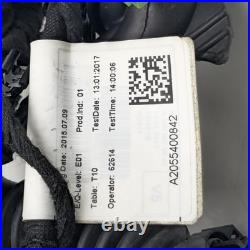 Date: 2015.07.09
E/Q-Level: E01
Table: T10
Operator: 62614
Prod.Ind: 01
TestDate: 13:01:2017
TestTime: 14:00:06
A2055400842